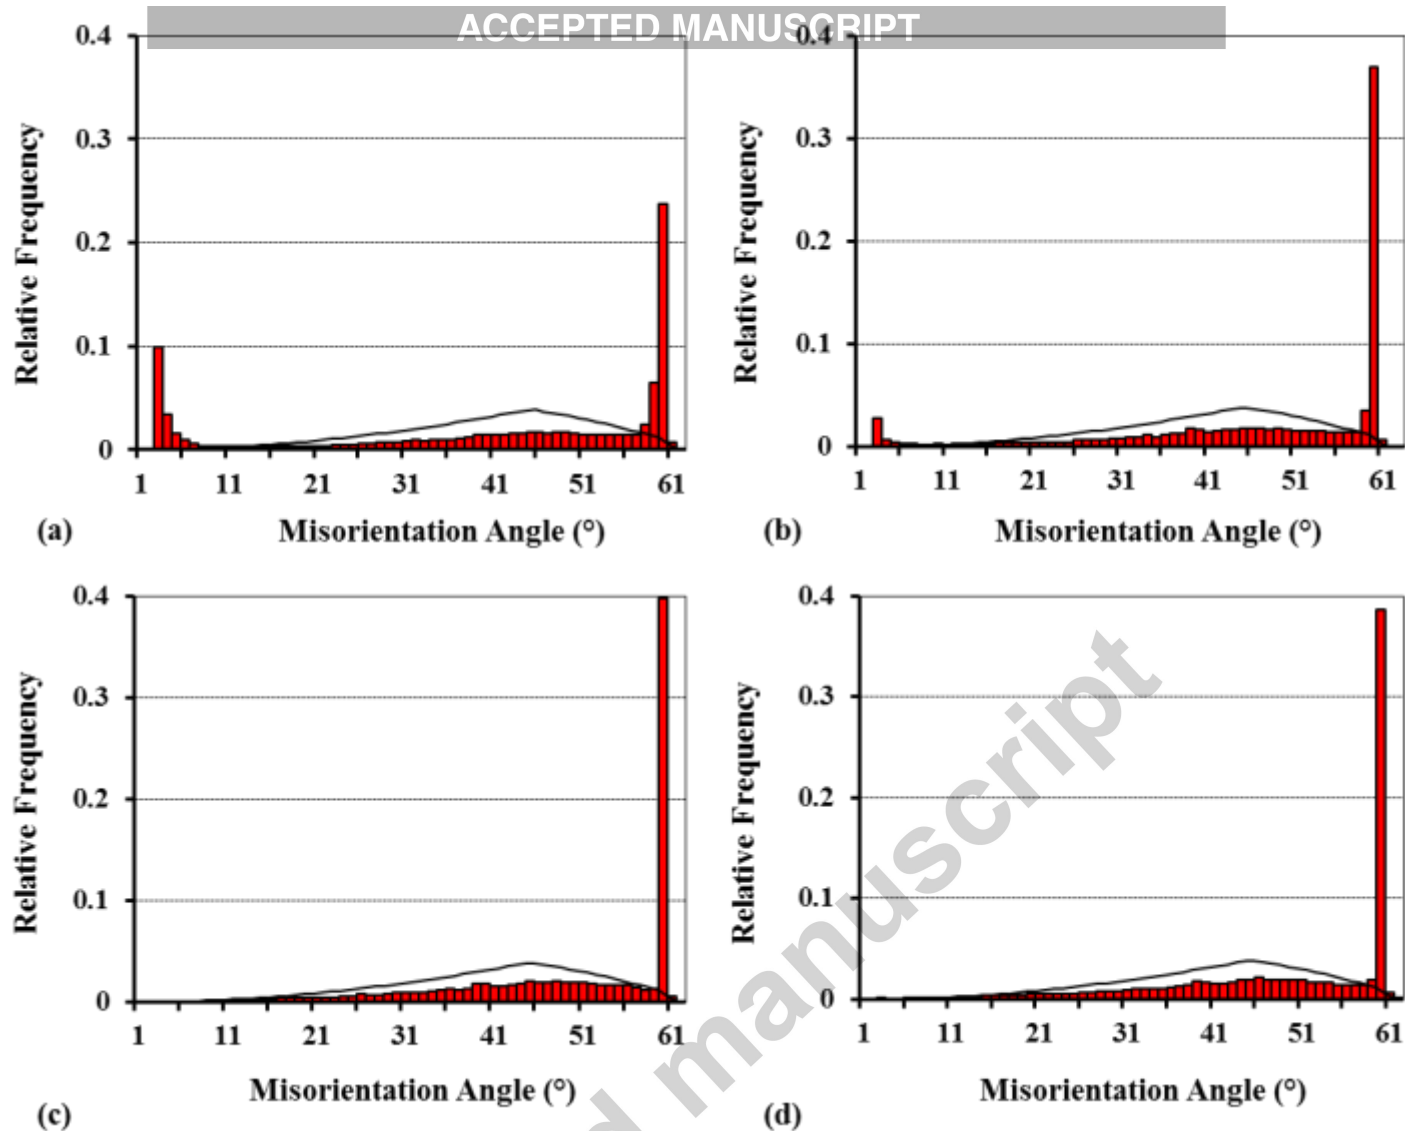 ACCEPTED MANUSCRIPT
0.4
0.3
0.2
0.1
0
Relative Frequency
1 11 21 31 41 51 61
(a) Misorientation Angle (°)
0.4
0.3
0.2
0.1
0
Relative Frequency
1 11 21 31 41 51 61
(b) Misorientation Angle (°)
0.4
0.3
0.2
0.1
0
Relative Frequency
1 11 21 31 41 51 61
Misorientation Angle (°)
(c)
0.4
0.3
0.2
0.1
0
Relative Frequency
1 11 21 31 41 51 61
Misorientation Angle (°)
(d)
d manuscript